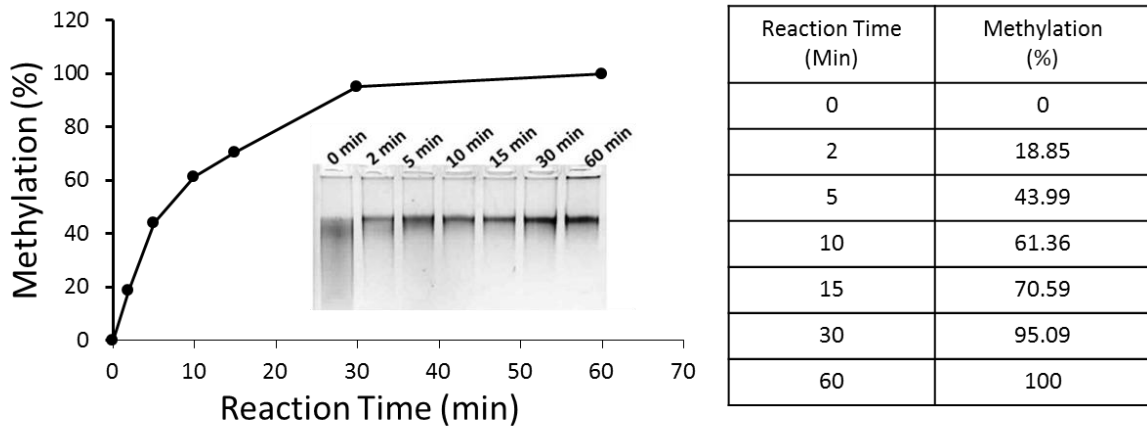 Methylation (%)
120
100
80
60
40
20
0
0 10 20 30 40 50 60 70
Reaction Time (min)
0 min 2 min 5 min 10 min 15 min 30 min 60 min
Reaction Time (Min) Methylation (%)
0 0
2 18.85
5 43.99
10 61.36
15 70.59
30 95.09
60 100